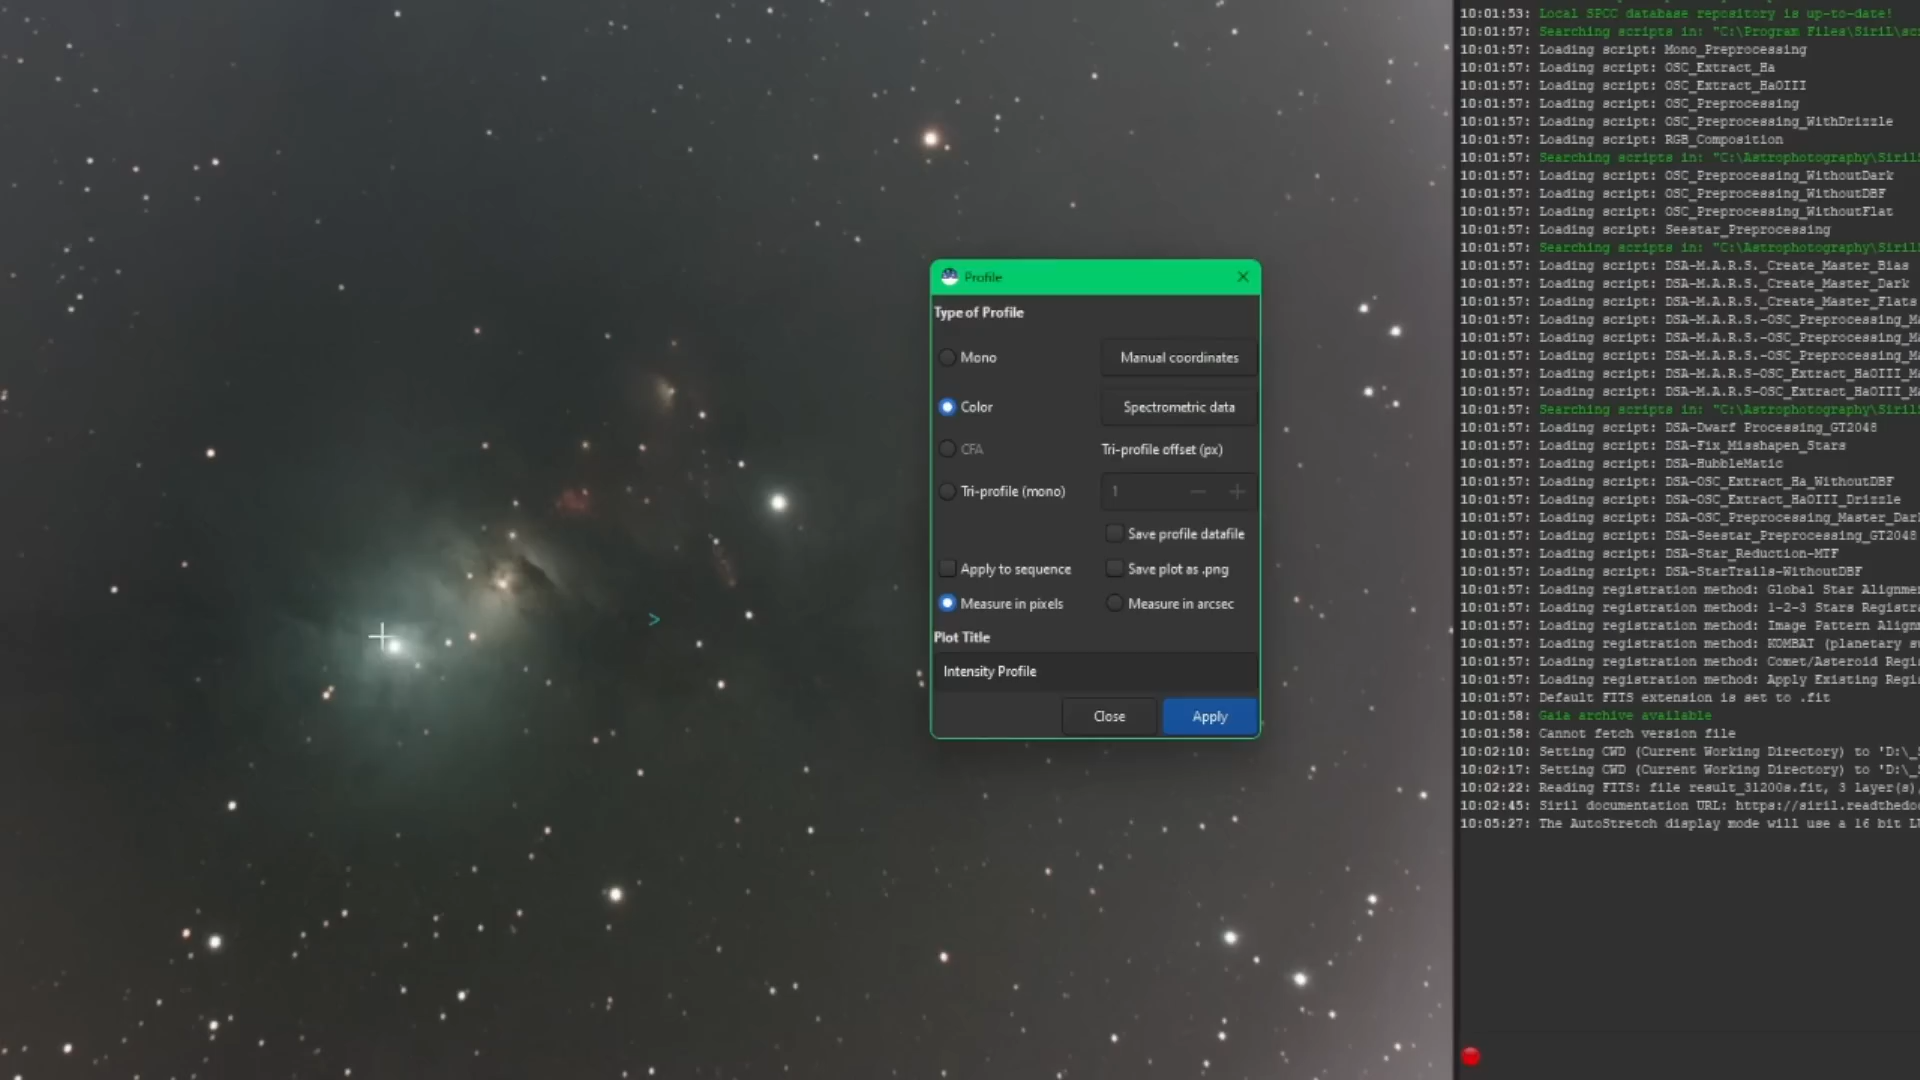 Profile
Type of Profile
Mono
Manual coordinates
Color
Spectrometric data
CFA
Tri-profile offset (px)
Tri-profile (mono)
1
Save profile datafile
Apply to sequence
Save plot as .png
Measure in pixels
Measure in arcsec
Plot Title
Intensity Profile
Close
Apply
10:01:53: Local SPCC database repository is up-to-date!
10:01:57: Searching scripts in: "C:\Program Files\SiriL\sc
10:01:57: Loading script: Mono_Preprocessing
10:01:57: Loading script: OSC_Extract_Ha
10:01:57: Loading script: OSC_Extract_HaOIII
10:01:57: Loading script: OSC_Preprocessing
10:01:57: Loading script: OSC_Preprocessing_WithDrizzle
10:01:57: Loading script: RGB_Composition
10:01:57: Searching scripts in: "C:\Astrophotography\Siril
10:01:57: Loading script: OSC_Preprocessing_WithoutDark
10:01:57: Loading script: OSC_Preprocessing_WithoutDBF
10:01:57: Loading script: OSC_Preprocessing_WithoutFlat
10:01:57: Loading script: Seestar_Preprocessing
10:01:57: Searching scripts in: "C:\Astrophotography\Siril
10:01:57: Loading script: DSA-M.A.R.S._Create_Master_Bias
10:01:57: Loading script: DSA-M.A.R.S._Create_Master_Dark
10:01:57: Loading script: DSA-M.A.R.S._Create_Master_Flats
10:01:57: Loading script: DSA-M.A.R.S.-OSC_Preprocessing_Ma
10:01:57: Loading script: DSA-M.A.R.S.-OSC_Preprocessing_Ma
10:01:57: Loading script: DSA-M.A.R.S.-OSC_Preprocessing_Ma
10:01:57: Loading script: DSA-M.A.R.S-OSC_Extract_HaOIII_Ma
10:01:57: Loading script: DSA-M.A.R.S-OSC_Extract_HaOIII_Ma
10:01:57: Searching scripts in: "C:\Astrophotography\Siril
10:01:57: Loading script: DSA-Dwarf Processing_GT2048
10:01:57: Loading script: DSA-Fix_Misshapen_Stars
10:01:57: Loading script: DSA-HubbleMatic
10:01:57: Loading script: DSA-OSC_Extract_Ha_WithoutDBF
10:01:57: Loading script: DSA-OSC_Extract_HaOIII_Drizzle
10:01:57: Loading script: DSA-OSC_Preprocessing_Master_Dar
10:01:57: Loading script: DSA-Seestar_Preprocessing_GT2048
10:01:57: Loading script: DSA-Star_Reduction-MTF
10:01:57: Loading script: DSA-StarTrails-WithoutDBF
10:01:57: Loading registration method: Global Star Alignme
10:01:57: Loading registration method: 1-2-3 Stars Registr
10:01:57: Loading registration method: Image Pattern Align
10:01:57: Loading registration method: KOMBAT (planetary s
10:01:57: Loading registration method: Comet/Asteroid Regi
10:01:57: Loading registration method: Apply Existing Regi
10:01:57: Default FITS extension is set to .fit
10:01:58: Gaia archive available
10:01:58: Cannot fetch version file
10:02:10: Setting CWD (Current Working Directory) to 'D:\_
10:02:17: Setting CWD (Current Working Directory) to 'D:\_
10:02:22: Reading FITS: file result_31200s.fit, 3 layer(s),
10:02:45: Siril documentation URL: https://siril.readthedo
10:05:27: The AutoStretch display mode will use a 16 bit L